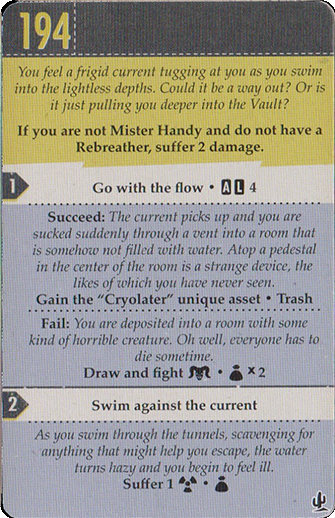 194
You feel a frigid current tugging at you as you swim
into the lightless depths. Could it be a way out? Or is
it just pulling you deeper into the Vault?
If you are not Mister Handy and do not have a
Rebreather, suffer 2 damage.
1
Go with the flow • A L 4
Succeed: The current picks up and you are
sucked suddenly through a vent into a room that
is somehow not filled with water. Atop a pedestal
in the center of the room is a strange device, the
likes of which you have never seen.
Gain the “Cryolater” unique asset • Trash
Fail: You are deposited into a room with some
kind of horrible creature. Oh well, everyone has to
die sometime.
Draw and fight • x 2
2
Swim against the current
As you swim through the tunnels, scavenging for
anything that might help you escape, the water
turns hazy and you begin to feel ill.
Suffer 1 •